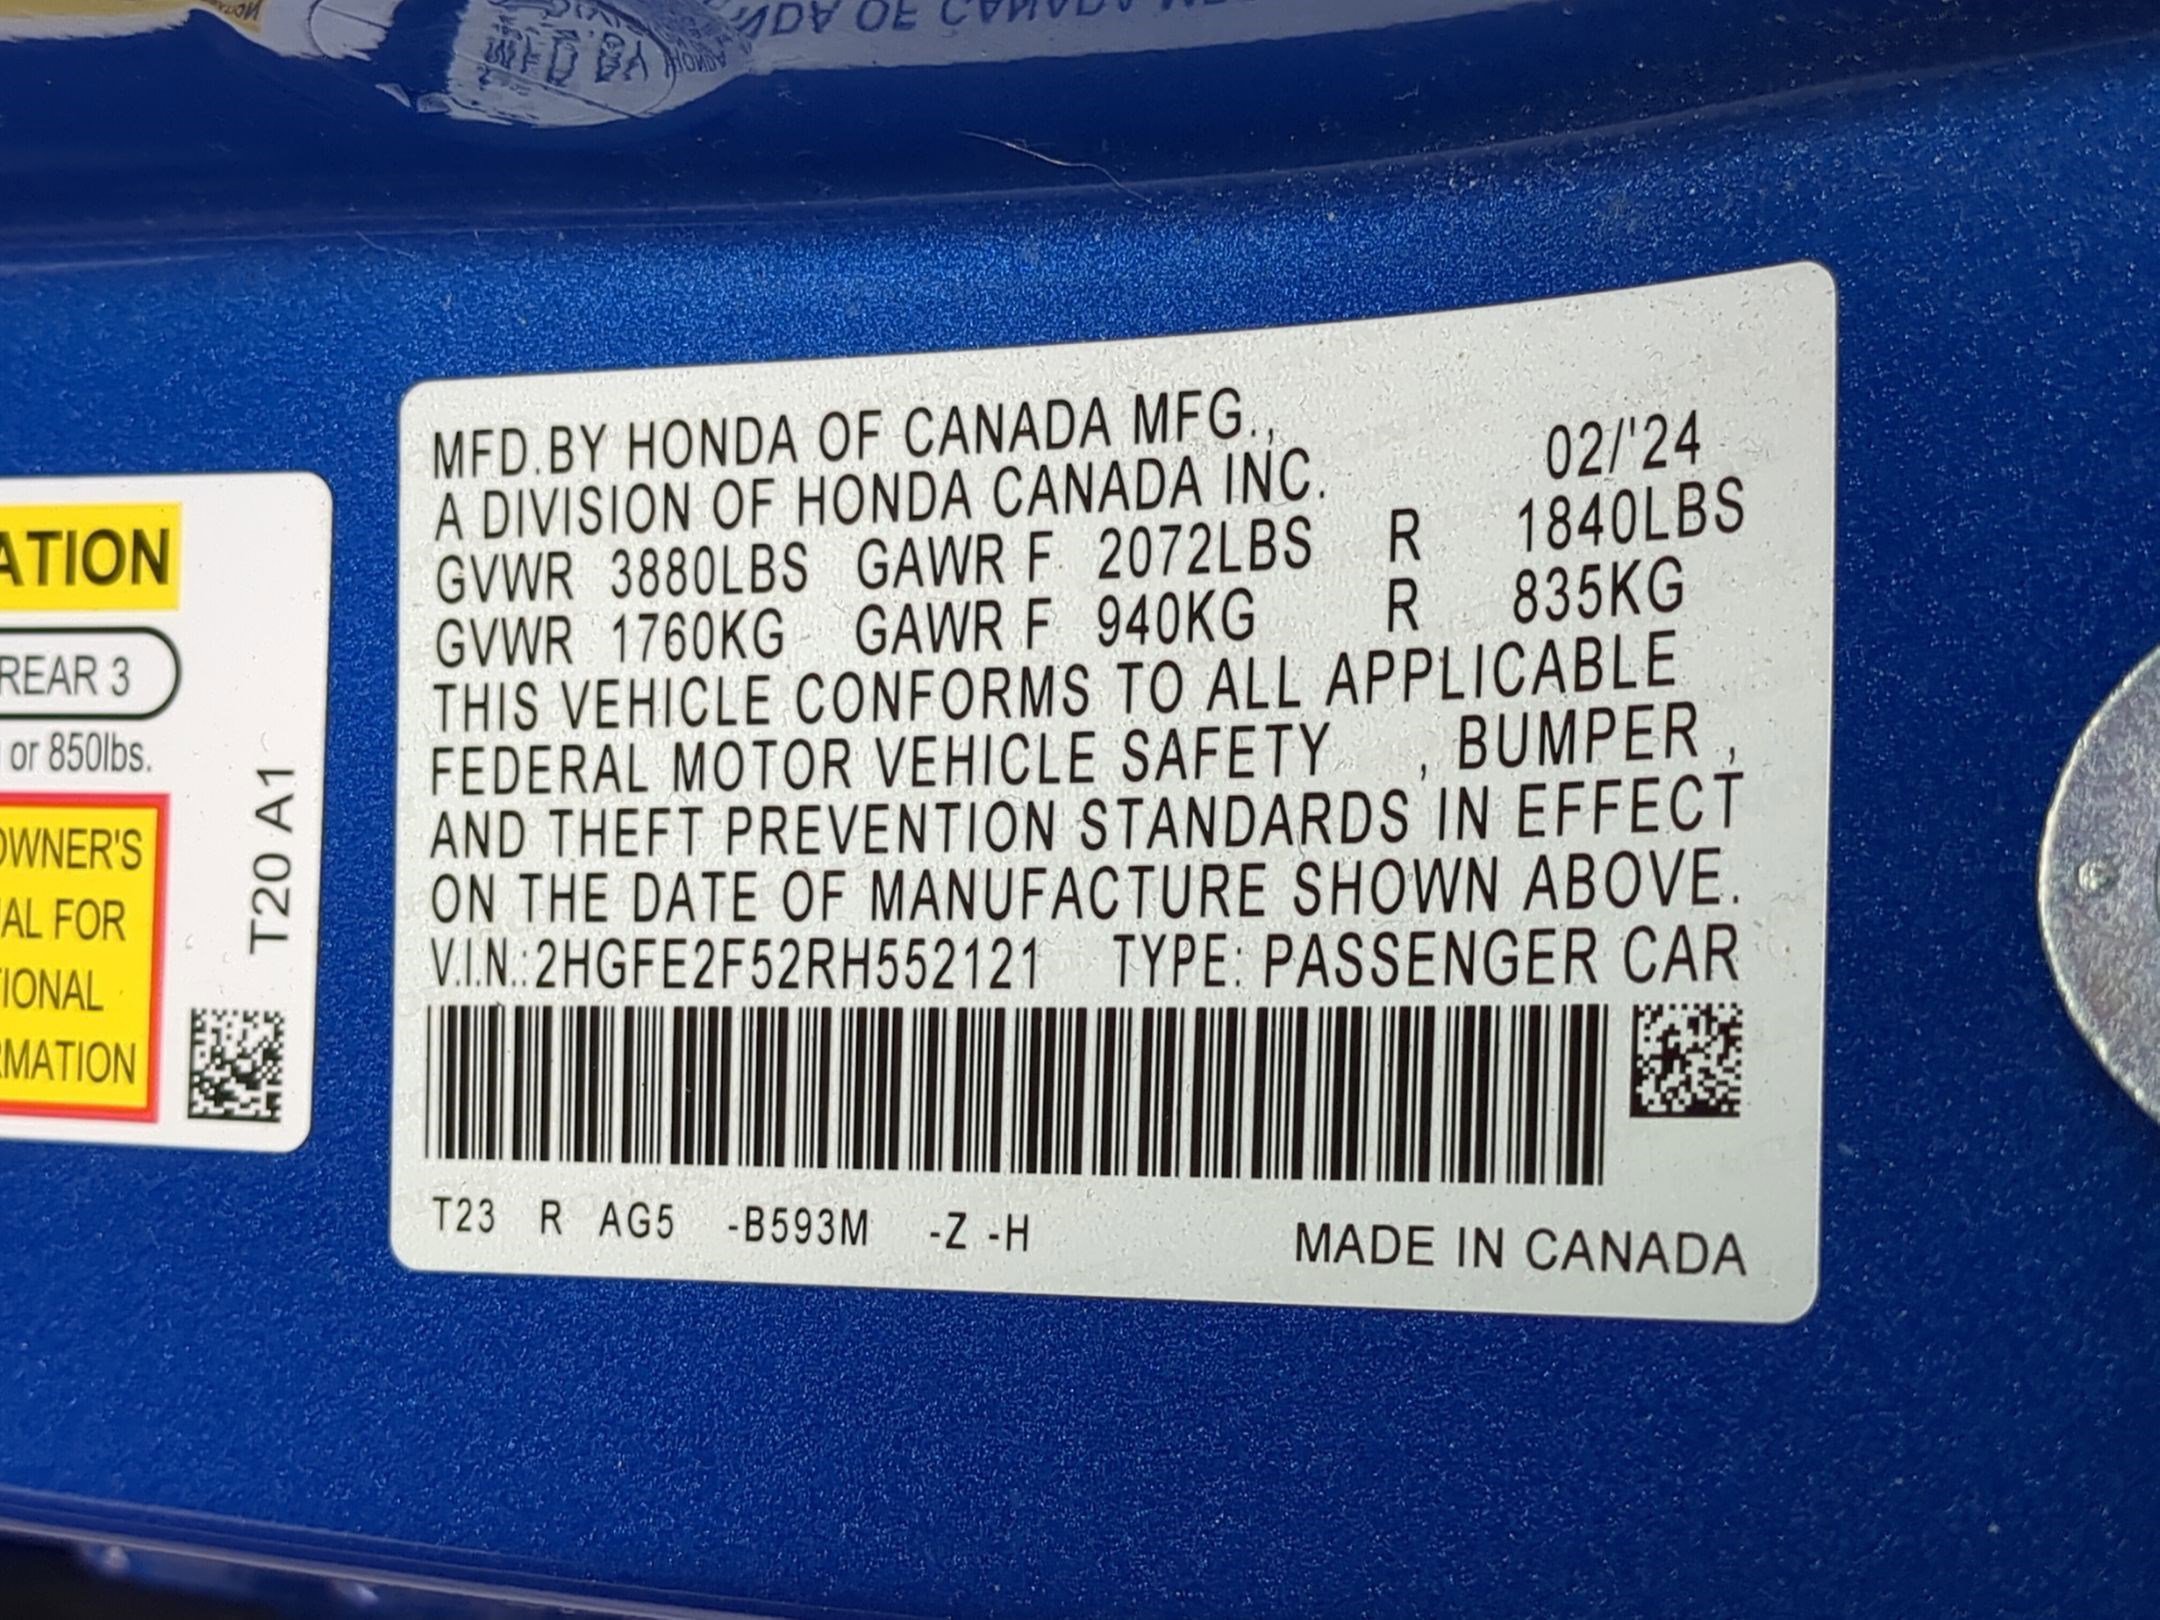 MFD.BY HONDA OF CANADA MFG.,
A DIVISION OF HONDA CANADA INC. 02/'24
GVWR 3880LBS GAWR F 2072LBS R 1840LBS
GVWR 1760KG GAWR F 940KG R 835KG
THIS VEHICLE CONFORMS TO ALL APPLICABLE
FEDERAL MOTOR VEHICLE SAFETY , BUMPER ,
AND THEFT PREVENTION STANDARDS IN EFFECT
ON THE DATE OF MANUFACTURE SHOWN ABOVE.
V.I.N.:2HGFE2F52RH552121 TYPE: PASSENGER CAR
T23 R AG5 -B593M -Z -H MADE IN CANADA
ATION
REAR 3
or 850lbs.
OWNER'S
AL FOR
IONAL
RMATION
T20 A1